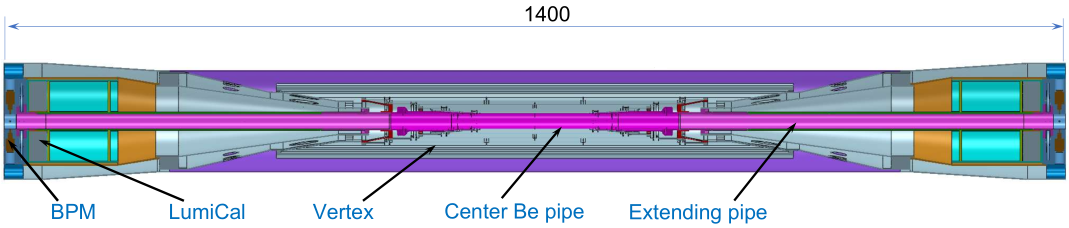 1400
BPM
LumiCal
Vertex
Center Be pipe
Extending pipe